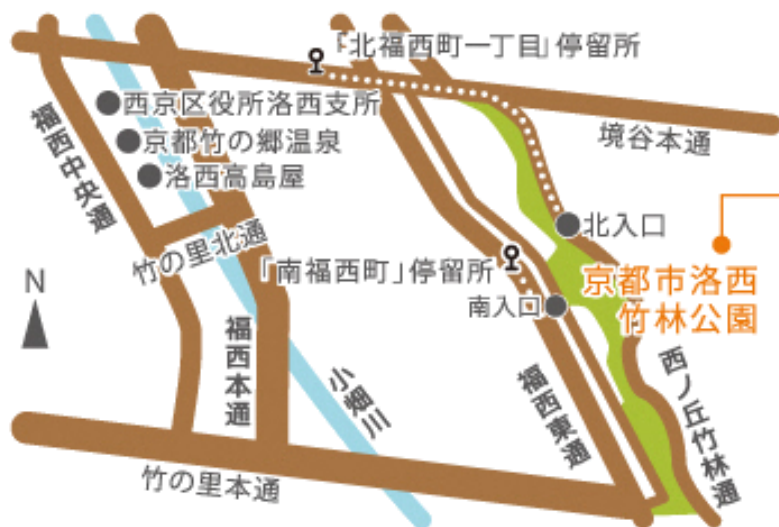 「北福西町一丁目」停留所
西京区役所洛西支所
京都竹の郷温泉
洛西高島屋
境谷本通
福西中央通
竹の里北通
北入口
「南福西町」停留所
京都市洛西
竹林公園
N
南入口
福西本通
小畑川
福西東通
西ノ丘竹林通
竹の里本通